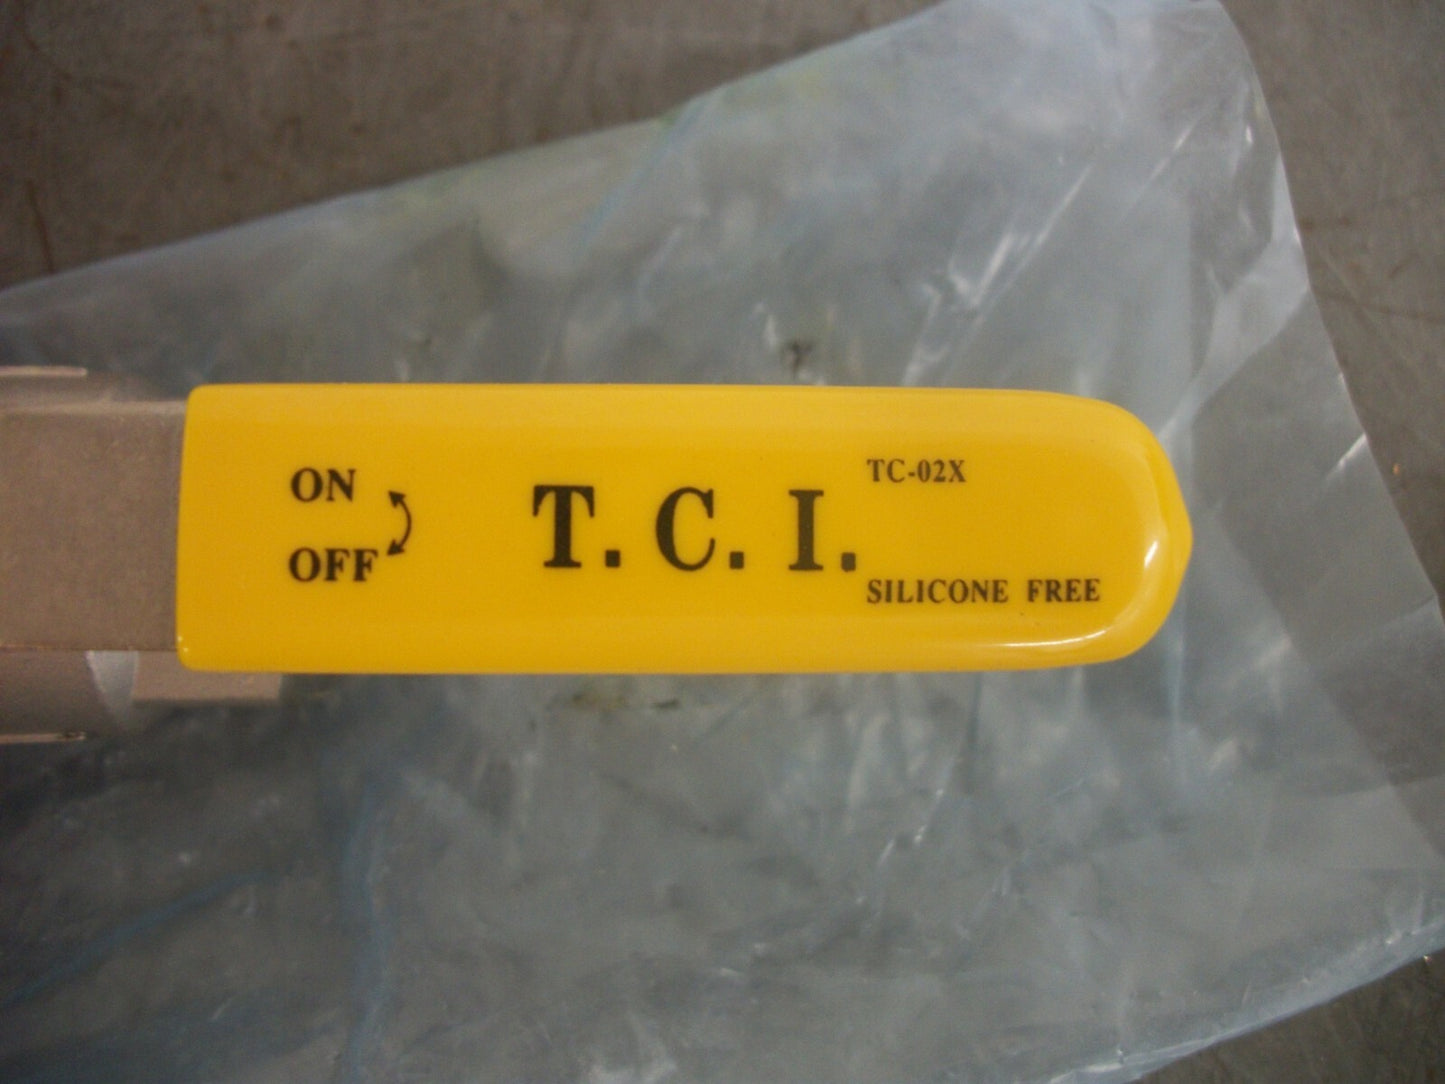 ON
OFF
T. C. I.
TC-02X
SILICONE FREE